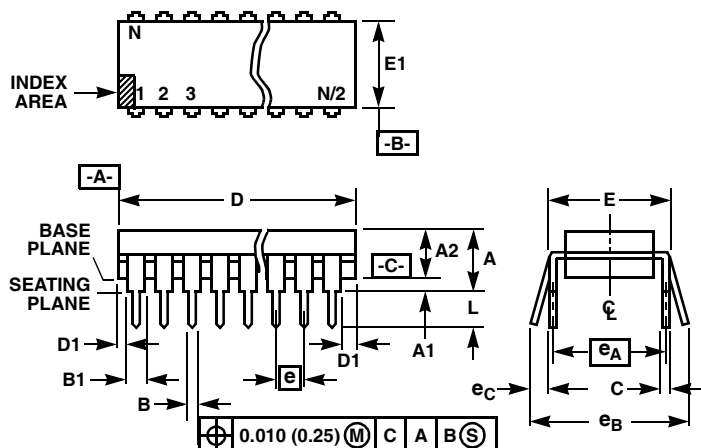 N
E1
INDEX
AREA
1 2 3 N/2
-B-
-A-
D
E
BASE
PLANE
A2
A
-C-
SEATING
PLANE
L
C L
D1
A1
D1
B1
e
eA
eC
C
B
eB
0.010 (0.25) M C A B S